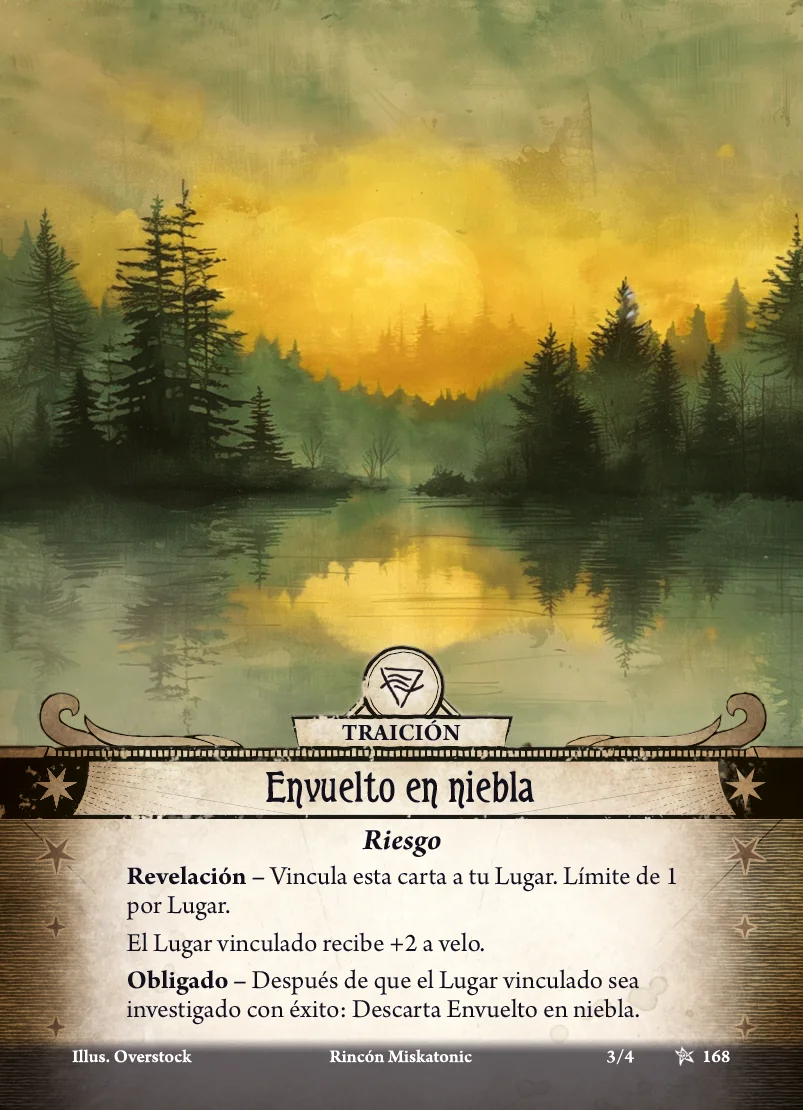 TRAICIÓN
Envuelto en niebla
Riesgo
Revelación – Vincula esta carta a tu Lugar. Límite de 1
por Lugar.
El Lugar vinculado recibe +2 a velo.
Obligado – Después de que el Lugar vinculado sea
investigado con éxito: Descarta Envuelto en niebla.
Illus. Overstock Rincón Miskatonic 3/4 168